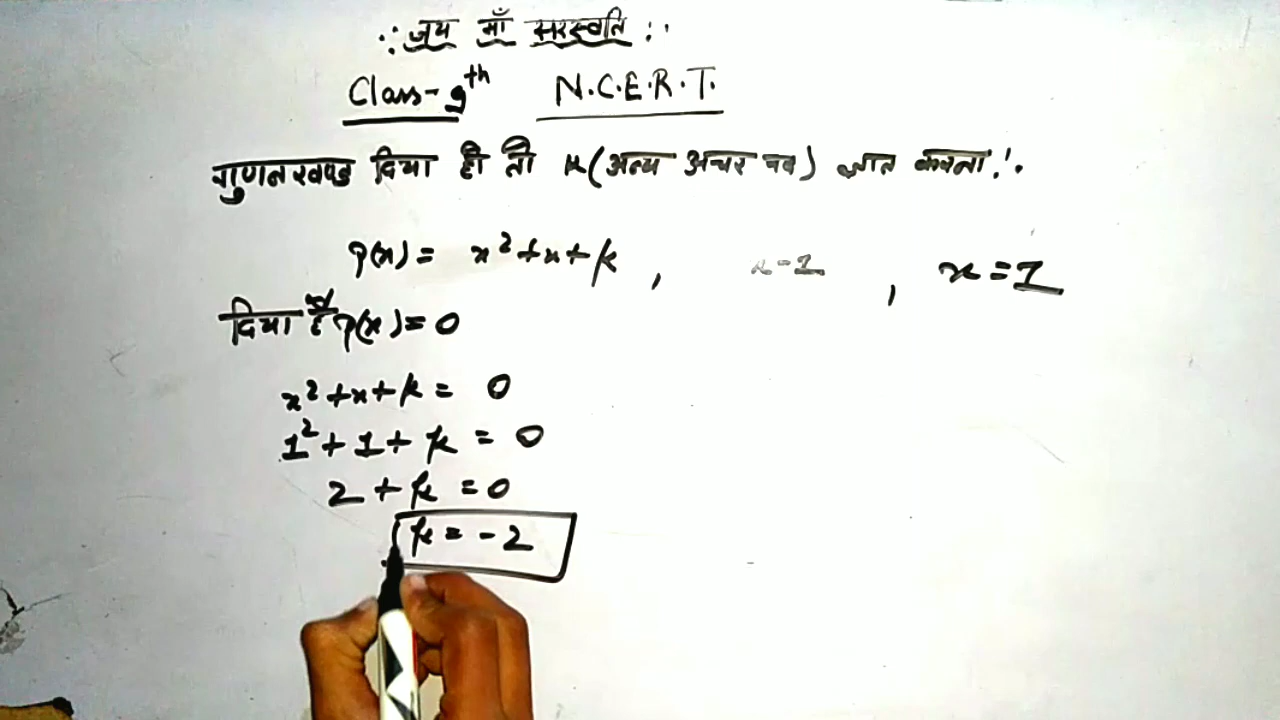 ∴ जय माँ सरस्वति ∴
Class-9th N.C.E.R.T.
गुणनखण्ड दिया हो तो k (अन्य अचर पद) ज्ञात करना!
p(x) = x²+x+k , x-1 , x=1
दिया है p(x)=0
x²+x+k = 0
1²+1+k = 0
2+k = 0
k = -2